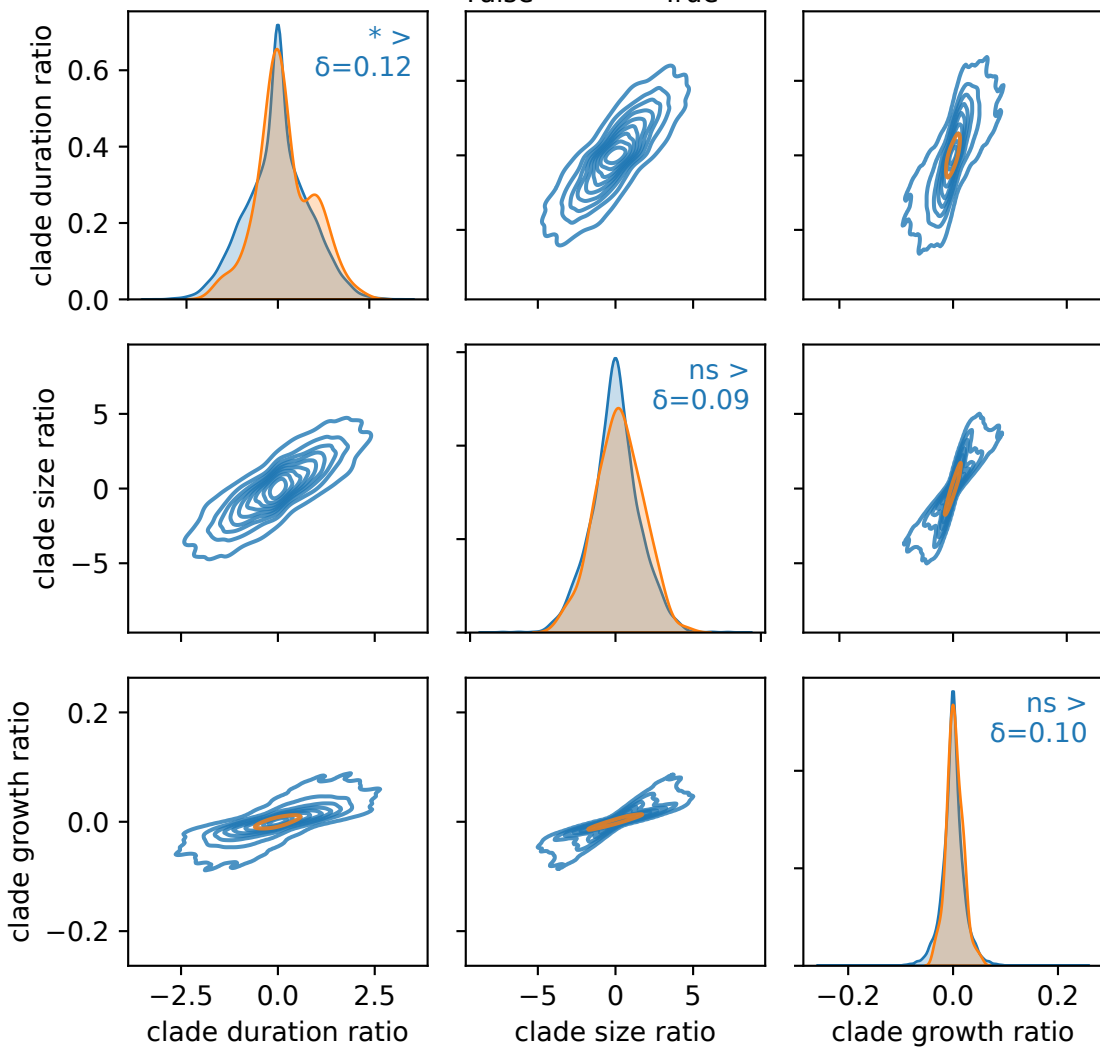 * >
δ=0.12
clade duration ratio
0.6
0.4
0.2
0.0
ns >
δ=0.09
clade size ratio
5
0
−5
ns >
δ=0.10
clade growth ratio
0.2
0.0
−0.2
−2.5 0.0 2.5
−5 0 5
−0.2 0.0 0.2
clade duration ratio
clade size ratio
clade growth ratio